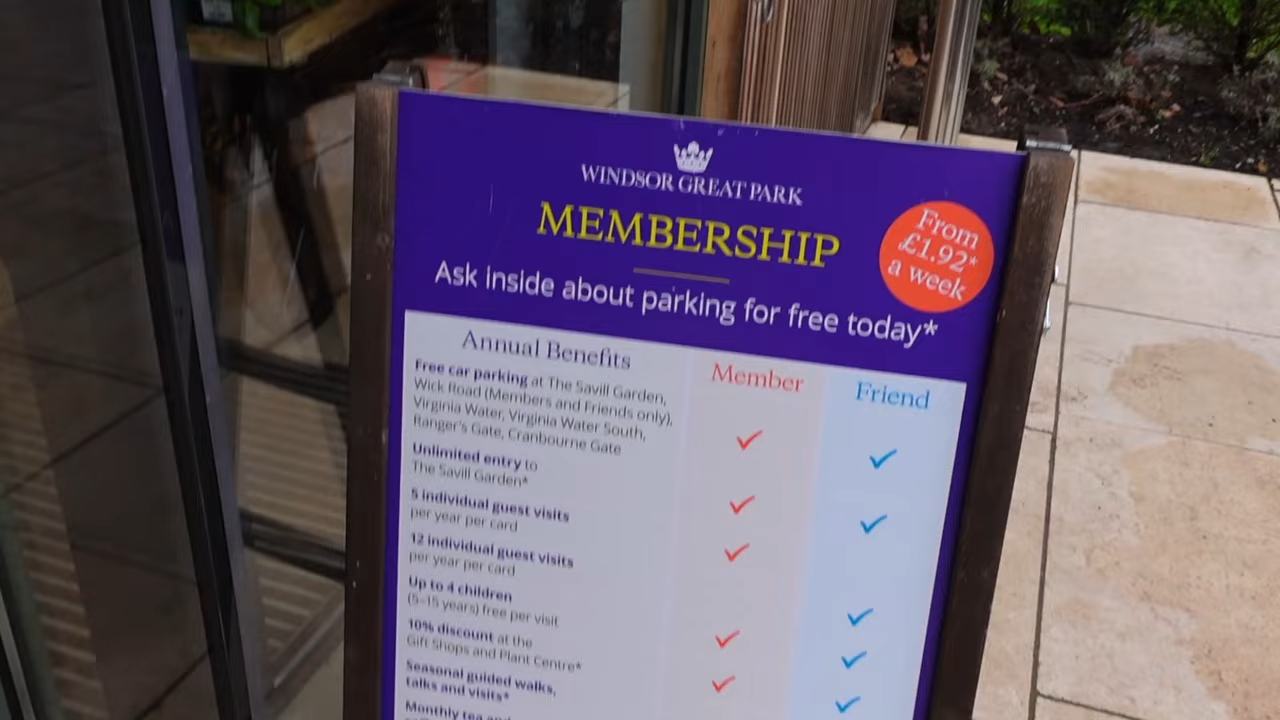 WINDSOR GREAT PARK
MEMBERSHIP
From
£1.92*
a week
Ask inside about parking for free today*
Annual Benefits
Member
Friend
Free car parking at The Savill Garden,
Wick Road (Members and Friends only),
Virginia Water, Virginia Water South,
Ranger's Gate, Cranbourne Gate
Unlimited entry to
The Savill Garden*
5 individual guest visits
per year per card
12 individual guest visits
per year per card
Up to 4 children
(5–15 years) free per visit
10% discount at the
Gift Shops and Plant Centre*
Seasonal guided walks,
talks and visits*
Monthly tea and